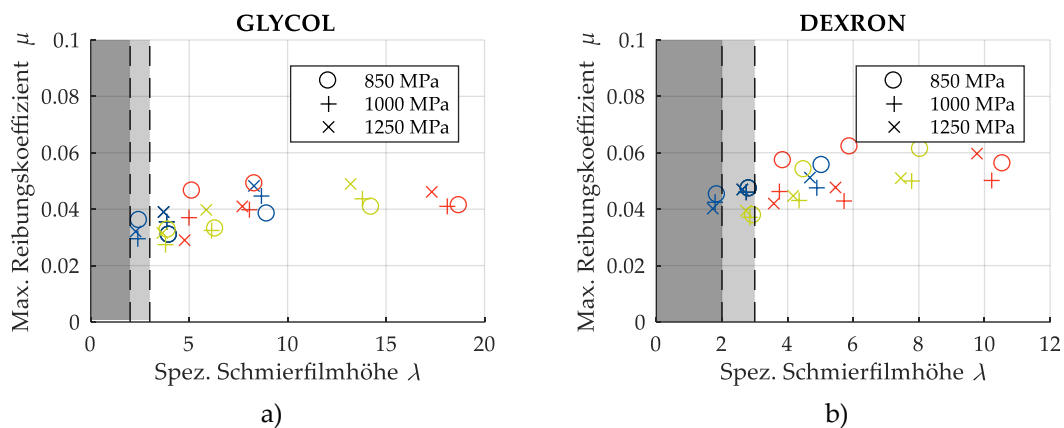 GLYCOL
Max. Reibungskoeffizient μ
0.1
0.08
0.06
0.04
0.02
0
850 MPa
1000 MPa
1250 MPa
0 5 10 15 20
Spez. Schmierfilmhöhe λ
a)
DEXRON
Max. Reibungskoeffizient μ
0.1
0.08
0.06
0.04
0.02
0
850 MPa
1000 MPa
1250 MPa
0 2 4 6 8 10 12
Spez. Schmierfilmhöhe λ
b)